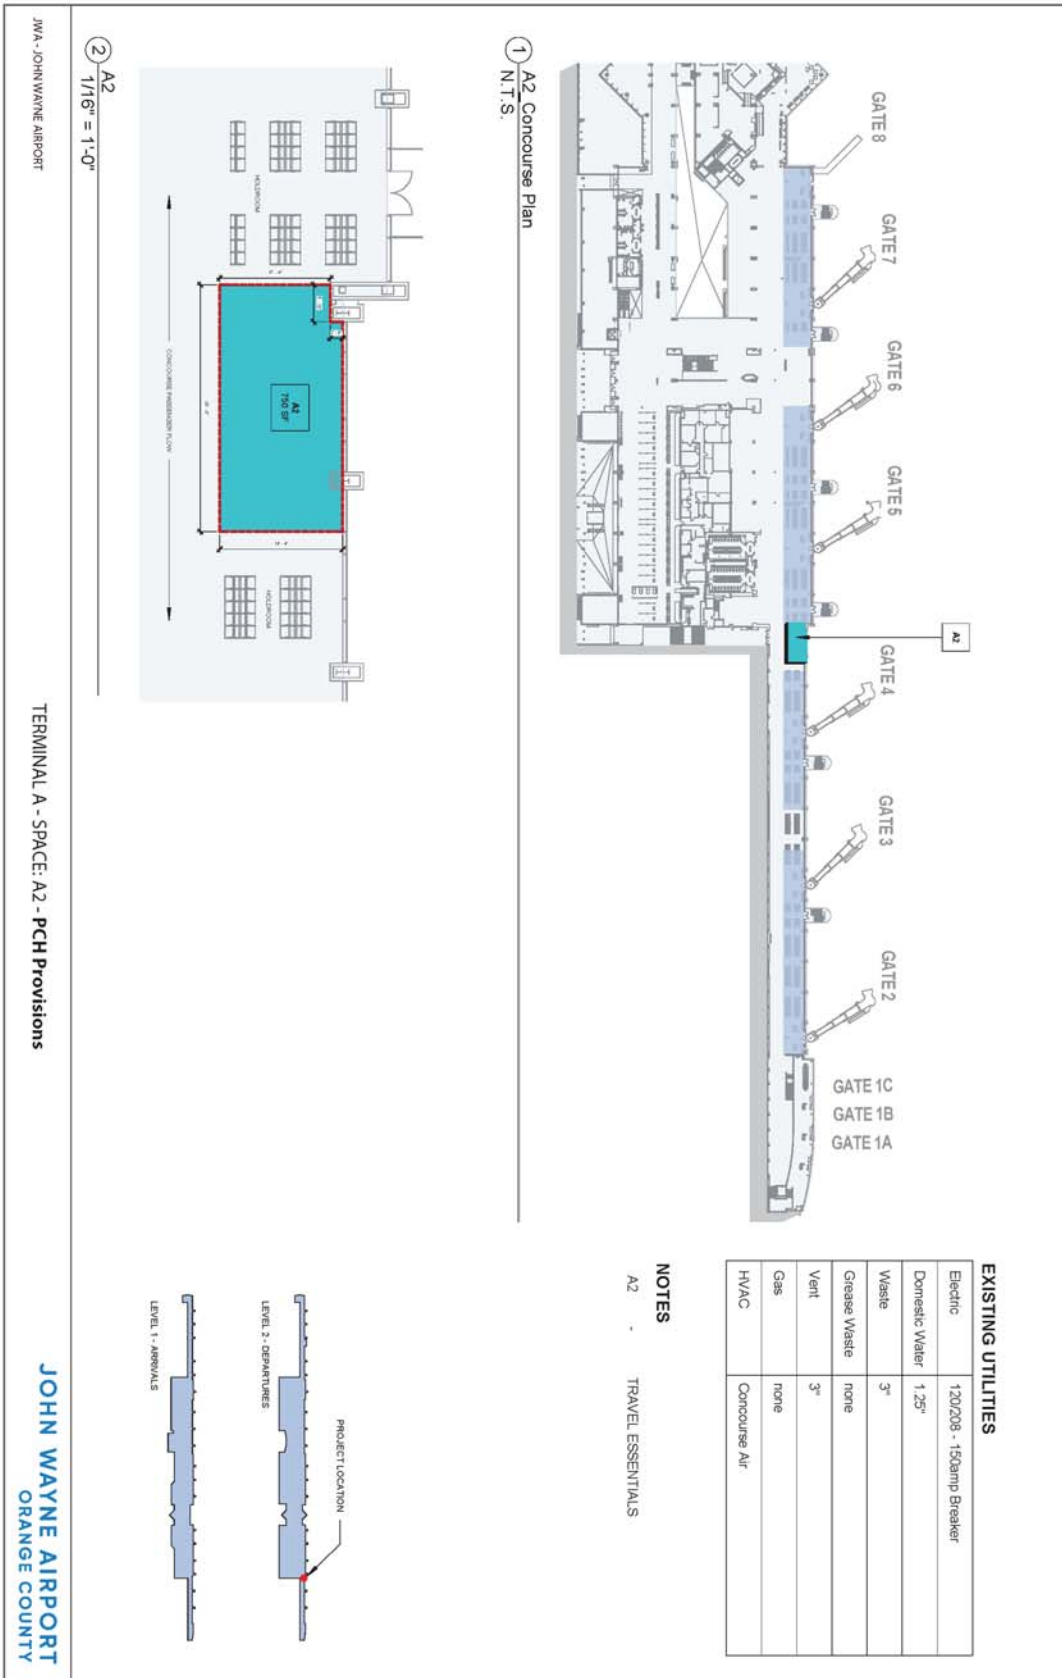 GATE 8
GATE 7
GATE 6
GATE 5
A2
GATE 4
GATE 3
GATE 2
GATE 1C
GATE 1B
GATE 1A
1
A2_Concourse Plan
N.T.S.
HOLDROOM
A2
750 SF
HOLDROOM
CONCOURSE PASSENGER FLOW
2
A2
1/16" = 1'-0"
EXISTING UTILITIES
Electric 120/208 - 150amp Breaker
Domestic Water 1.25"
Waste 3"
Grease Waste none
Vent 3"
Gas none
HVAC Concourse Air
NOTES
A2 - TRAVEL ESSENTIALS
PROJECT LOCATION
LEVEL 2 - DEPARTURES
LEVEL 1 - ARRIVALS
JWA - JOHN WAYNE AIRPORT
TERMINAL A - SPACE: A2 - PCH Provisions
JOHN WAYNE AIRPORT
ORANGE COUNTY